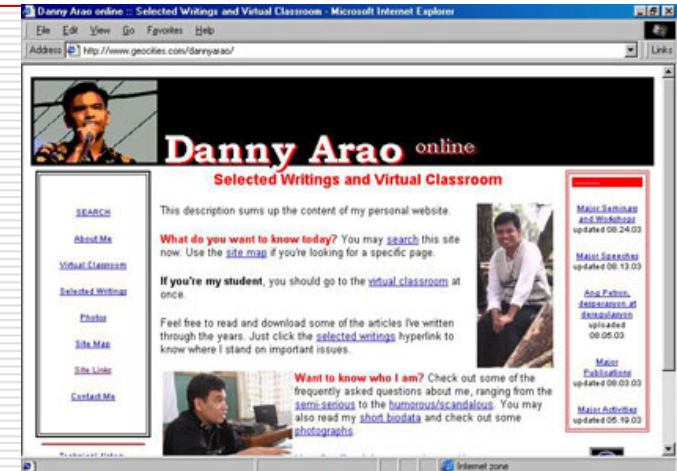 Danny Arao online :: Selected Writings and Virtual Classroom - Microsoft Internet Explorer
File Edit View Go Favorites Help
Address http://www.geocities.com/dannyarao/ Links
Danny Arao online
Selected Writings and Virtual Classroom
SEARCH
About Me
Virtual Classroom
Selected Writings
Photos
Site Map
Site Links
Contact Me
Technical Notes
This description sums up the content of my personal website.
What do you want to know today? You may search this site
now. Use the site map if you're looking for a specific page.
If you're my student, you should go to the virtual classroom at
once.
Feel free to read and download some of the articles I've written
through the years. Just click the selected writings hyperlink to
know where I stand on important issues.
Want to know who I am? Check out some of the
frequently asked questions about me, ranging from the
semi-serious to the humorous/scandalous. You may
also read my short biodata and check out some
photographs.
Major Seminars
and Workshops
updated 08.24.03
Major Speeches
updated 08.13.03
Ang Petron,
desperasyon at
deregulasyon
uploaded
08.05.03
Major
Publications
updated 08.03.03
Major Activities
updated 05.19.03
Internet zone